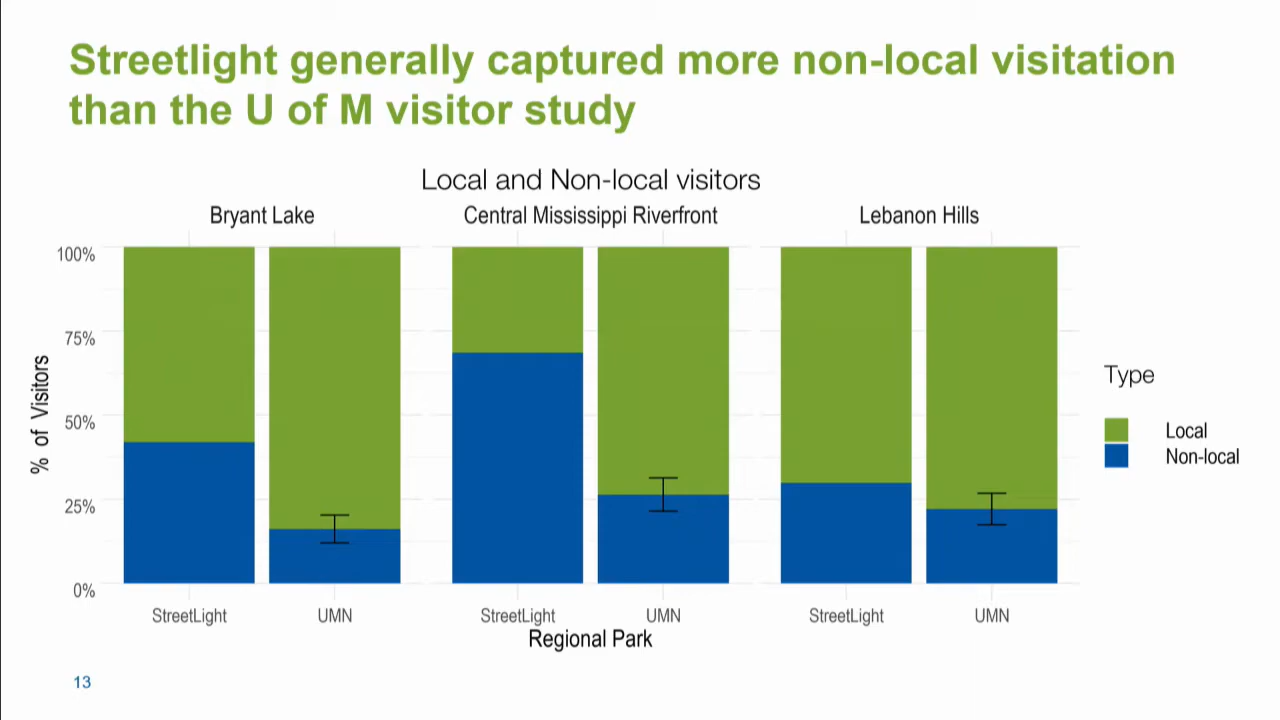 Streetlight generally captured more non-local visitation
than the U of M visitor study
Local and Non-local visitors
Bryant Lake
Central Mississippi Riverfront
Lebanon Hills
% of Visitors
100%
75%
50%
25%
0%
StreetLight
UMN
StreetLight
UMN
StreetLight
UMN
Regional Park
Type
Local
Non-local
13